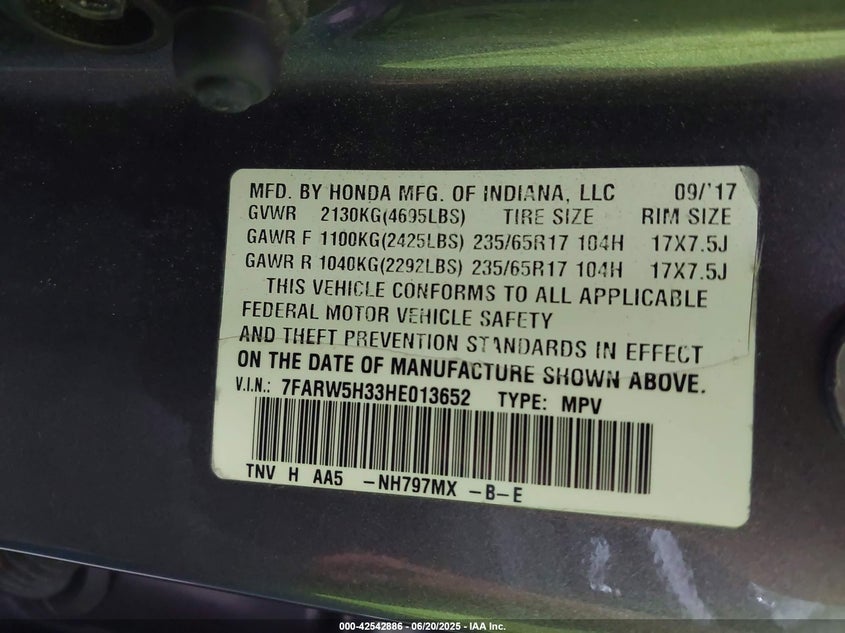 MFD. BY HONDA MFG. OF INDIANA, LLC 09/'17
GVWR 2130KG(4695LBS) TIRE SIZE RIM SIZE
GAWR F 1100KG(2425LBS) 235/65R17 104H 17X7.5J
GAWR R 1040KG(2292LBS) 235/65R17 104H 17X7.5J
THIS VEHICLE CONFORMS TO ALL APPLICABLE
FEDERAL MOTOR VEHICLE SAFETY
AND THEFT PREVENTION STANDARDS IN EFFECT
ON THE DATE OF MANUFACTURE SHOWN ABOVE.
V.I.N.: 7FARW5H33HE013652 TYPE: MPV
TNV H AA5 -NH797MX -B-E
000-42542886 - 06/20/2025 - IAA Inc.